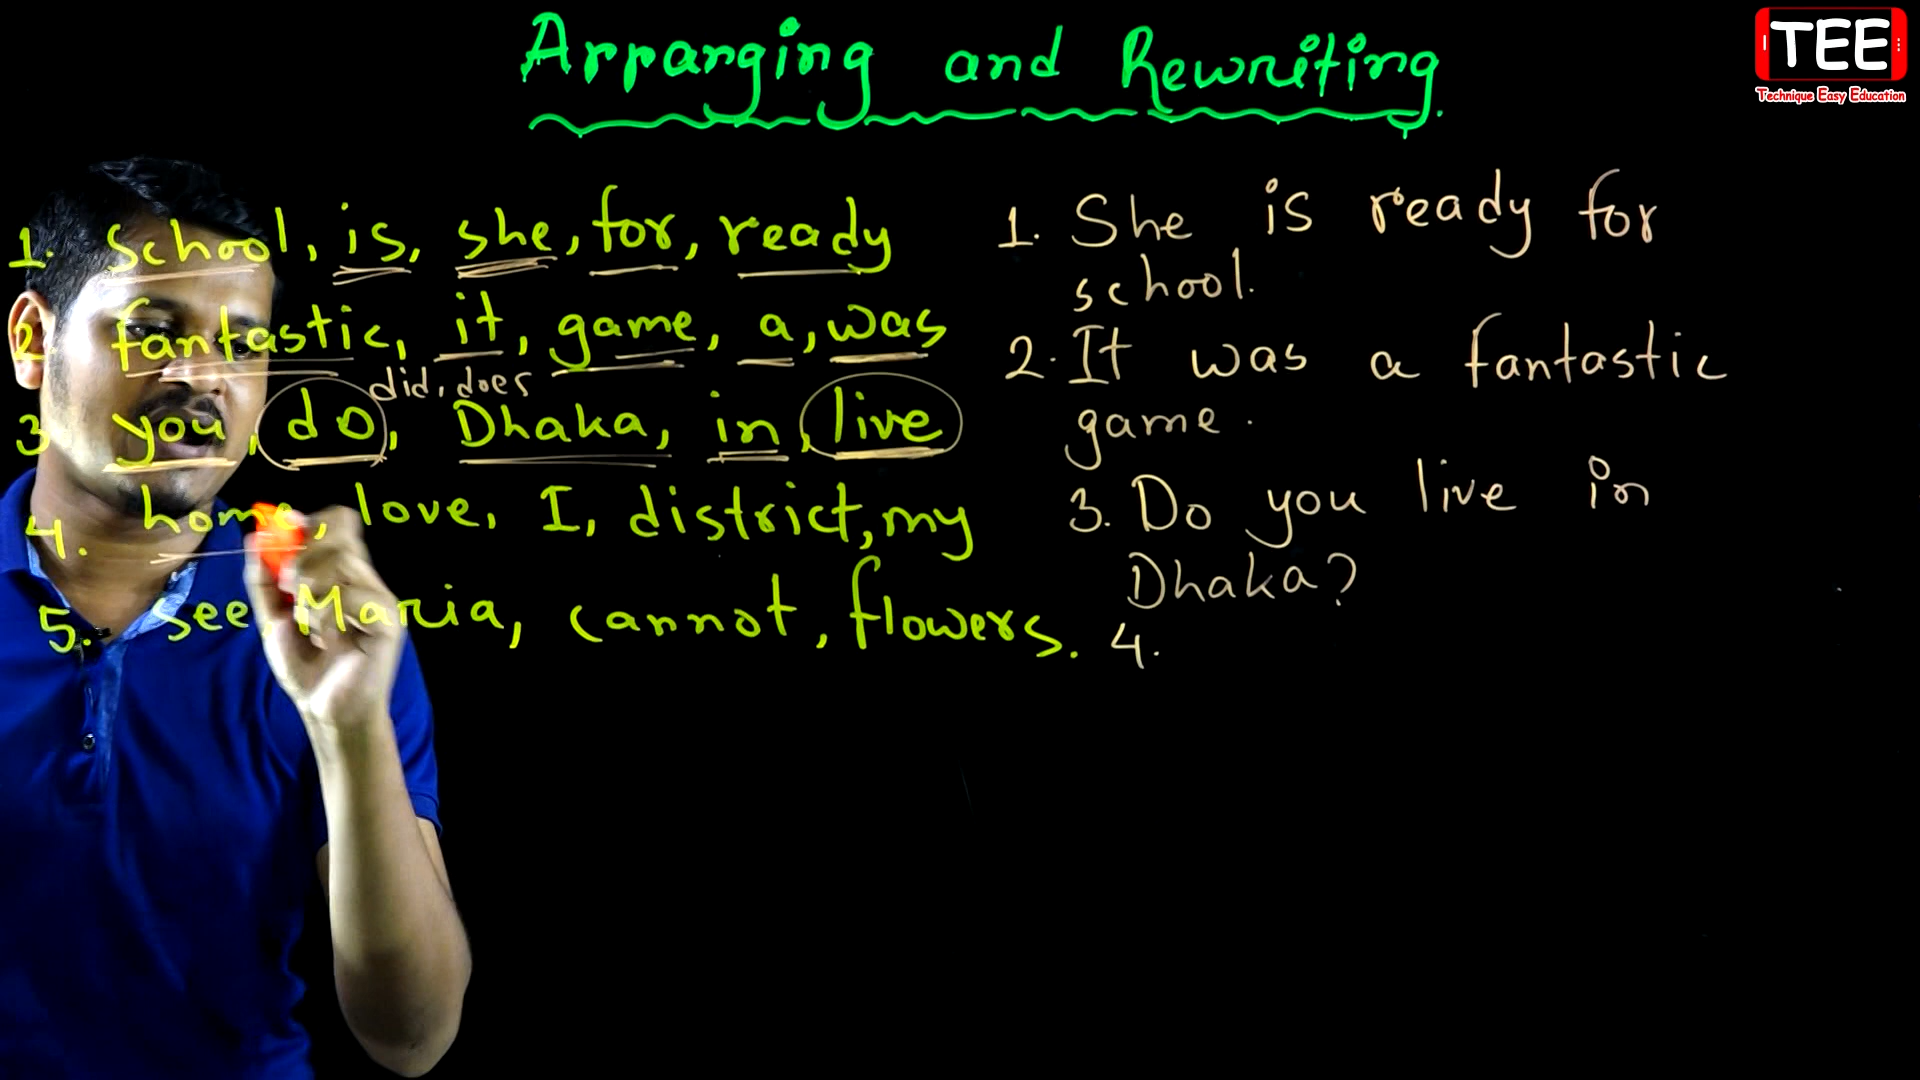 Arranging and Rewriting.
TEE
Technique Easy Education
1. school, is, she, for, ready
2 fantastic, it, game, a, was
did, does
3 you, do, Dhaka, in, live
4. home, love, I, district, my
5. see, Maria, cannot, flowers.
1. She is ready for
school.
2. It was a fantastic
game.
3. Do you live in
Dhaka?
4.